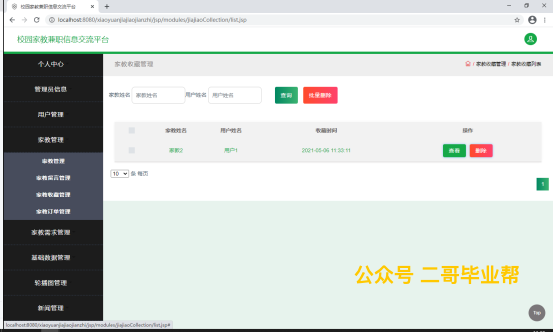 校园家教兼职信息交流平台
localhost:8080/xiaoyuanjiajiaojianzhi/jsp/modules/jiajiaoCollection/list.jsp
校园家教兼职信息交流平台
个人中心
家教收藏管理
家教收藏管理 / 家教收藏列表
管理员信息
家教姓名 家教姓名 用户姓名 用户姓名 查询 批量删除
用户管理
家教管理
家教姓名 用户姓名 收藏时间 操作
家教管理
家教2 用户1 2021-05-06 11:33:11 查看 删除
家教留言管理
10 条 每页
家教收藏管理
1
家教订单管理
家教需求管理
基础数据管理
公众号 二哥毕业帮
轮播图管理
新闻管理
Top
localhost:8080/xiaoyuanjiajiaojianzhi/jsp/modules/jiajiaoCollection/list.jsp#